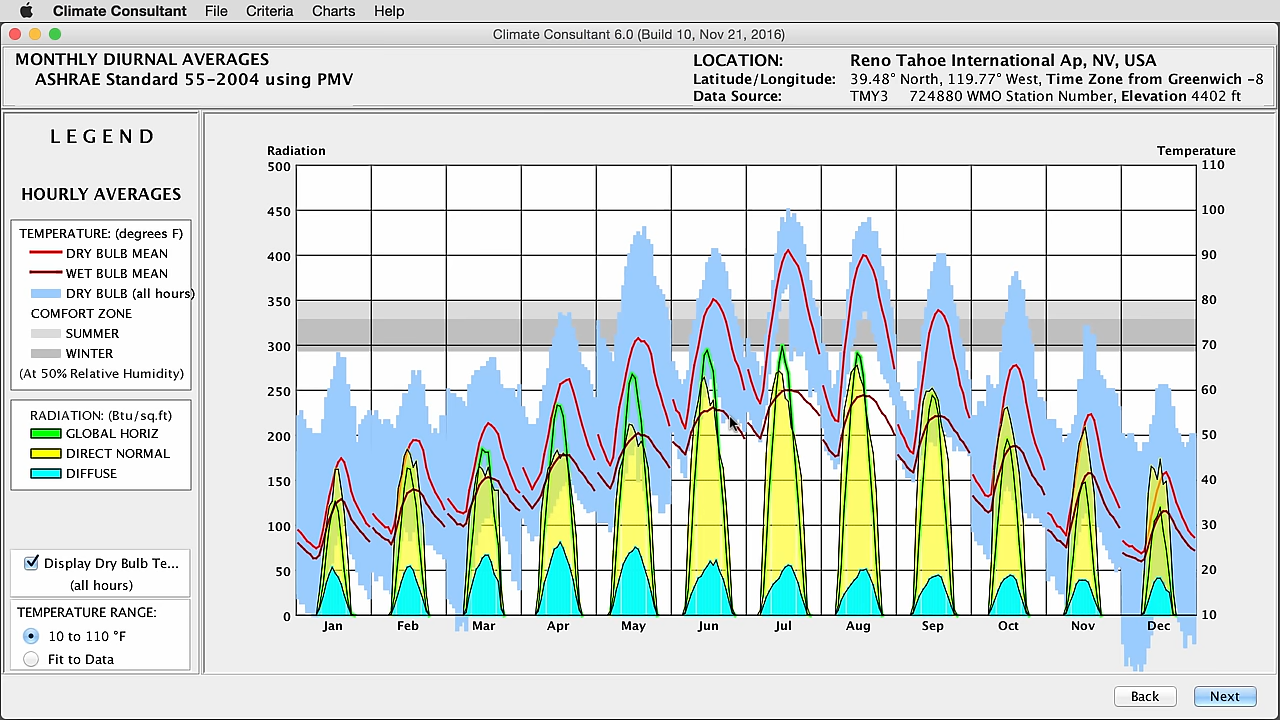 Climate Consultant File Criteria Charts Help
Climate Consultant 6.0 (Build 10, Nov 21, 2016)
MONTHLY DIURNAL AVERAGES
ASHRAE Standard 55-2004 using PMV
LOCATION: Reno Tahoe International Ap, NV, USA
Latitude/Longitude: 39.48° North, 119.77° West, Time Zone from Greenwich -8
Data Source: TMY3 724880 WMO Station Number, Elevation 4402 ft
LEGEND
HOURLY AVERAGES
TEMPERATURE: (degrees F)
DRY BULB MEAN
WET BULB MEAN
DRY BULB (all hours)
COMFORT ZONE
SUMMER
WINTER
(At 50% Relative Humidity)
RADIATION: (Btu/sq.ft)
GLOBAL HORIZ
DIRECT NORMAL
DIFFUSE
Display Dry Bulb Te...
(all hours)
TEMPERATURE RANGE:
10 to 110 °F
Fit to Data
Radiation Temperature
500 110
450 100
400 90
350 80
300 70
250 60
200 50
150 40
100 30
50 20
0 10
Jan Feb Mar Apr May Jun Jul Aug Sep Oct Nov Dec
Back Next